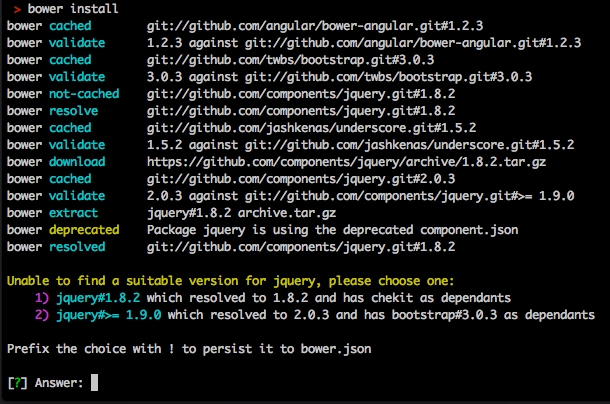 > bower install
bower cached git://github.com/angular/bower-angular.git#1.2.3
bower validate 1.2.3 against git://github.com/angular/bower-angular.git#1.2.3
bower cached git://github.com/twbs/bootstrap.git#3.0.3
bower validate 3.0.3 against git://github.com/twbs/bootstrap.git#3.0.3
bower not-cached git://github.com/components/jquery.git#1.8.2
bower resolve git://github.com/components/jquery.git#1.8.2
bower cached git://github.com/jashkenas/underscore.git#1.5.2
bower validate 1.5.2 against git://github.com/jashkenas/underscore.git#1.5.2
bower download https://github.com/components/jquery/archive/1.8.2.tar.gz
bower cached git://github.com/components/jquery.git#2.0.3
bower validate 2.0.3 against git://github.com/components/jquery.git#>= 1.9.0
bower extract jquery#1.8.2 archive.tar.gz
bower deprecated Package jquery is using the deprecated component.json
bower resolved git://github.com/components/jquery.git#1.8.2
Unable to find a suitable version for jquery, please choose one:
1) jquery#1.8.2 which resolved to 1.8.2 and has chekit as dependants
2) jquery#>= 1.9.0 which resolved to 2.0.3 and has bootstrap#3.0.3 as dependants
Prefix the choice with ! to persist it to bower.json
[?] Answer: